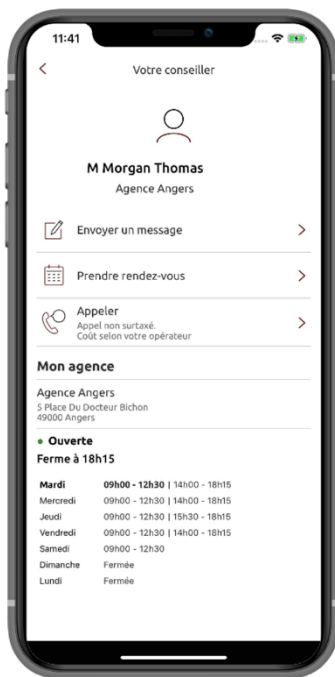 11:41
Votre conseiller
M Morgan Thomas
Agence Angers
Envoyer un message
Prendre rendez-vous
Appeler
Appel non surtaxé.
Coût selon votre opérateur
Mon agence
Agence Angers
5 Place Du Docteur Bichon
49000 Angers
Ouverte
Ferme à 18h15
Mardi 09h00 - 12h30 | 14h00 - 18h15
Mercredi 09h00 - 12h30 | 14h00 - 18h15
Jeudi 09h00 - 12h30 | 15h30 - 18h15
Vendredi 09h00 - 12h30 | 14h00 - 18h15
Samedi 09h00 - 12h30
Dimanche Fermée
Lundi Fermée